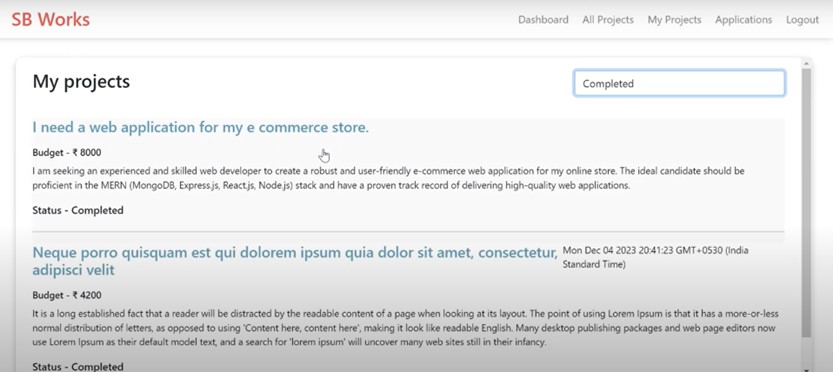 SB Works
Dashboard All Projects My Projects Applications Logout
My projects
Completed
I need a web application for my e commerce store.
Budget - ₹ 8000
I am seeking an experienced and skilled web developer to create a robust and user-friendly e-commerce web application for my online store. The ideal candidate should be
proficient in the MERN (MongoDB, Express.js, React.js, Node.js) stack and have a proven track record of delivering high-quality web applications.
Status - Completed
Neque porro quisquam est qui dolorem ipsum quia dolor sit amet, consectetur,
adipisci velit
Mon Dec 04 2023 20:41:23 GMT+0530 (India
Standard Time)
Budget - ₹ 4200
It is a long established fact that a reader will be distracted by the readable content of a page when looking at its layout. The point of using Lorem Ipsum is that it has a more-or-less
normal distribution of letters, as opposed to using 'Content here, content here', making it look like readable English. Many desktop publishing packages and web page editors now
use Lorem Ipsum as their default model text, and a search for 'lorem ipsum' will uncover many web sites still in their infancy.
Status - Completed